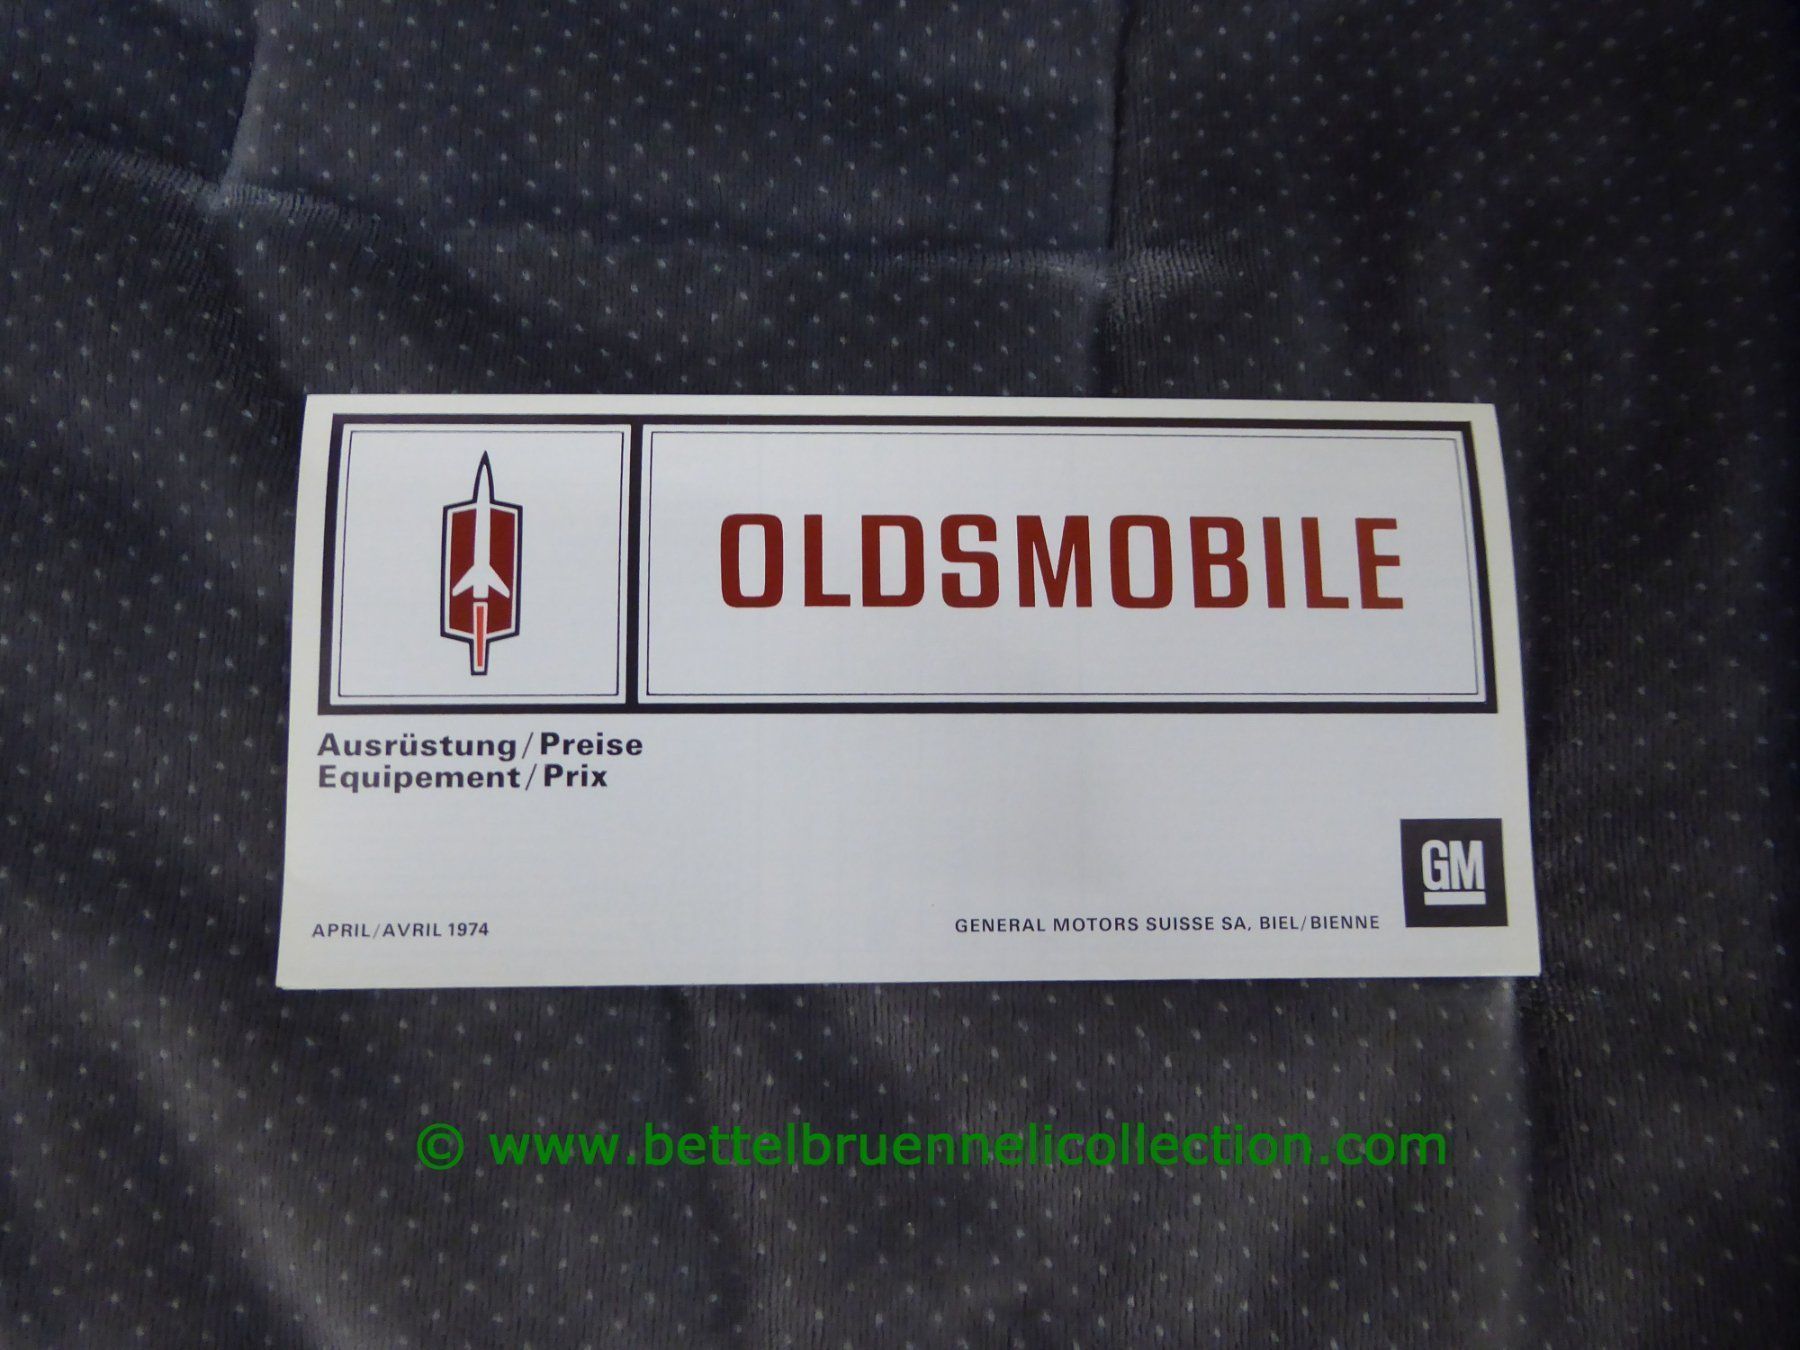 OLDSMOBILE
Ausrüstung/Preise
Equipement/Prix
GM
APRIL/AVRIL 1974
GENERAL MOTORS SUISSE SA, BIEL/BIENNE
© www.bettelbruennelicollection.com